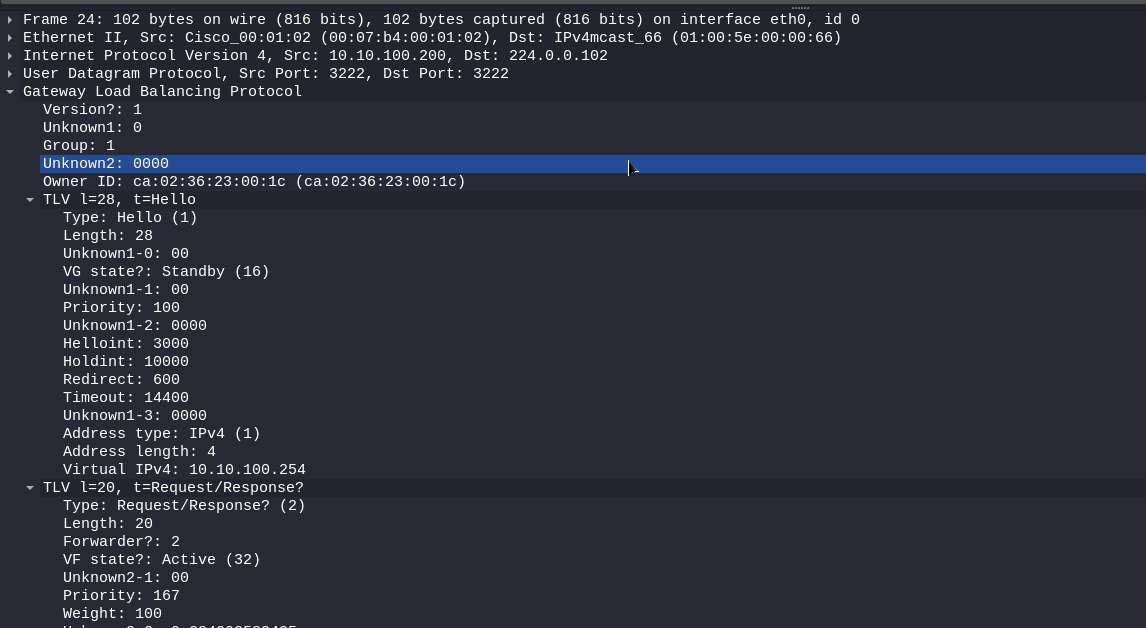 Frame 24: 102 bytes on wire (816 bits), 102 bytes captured (816 bits) on interface eth0, id 0
Ethernet II, Src: Cisco_00:01:02 (00:07:b4:00:01:02), Dst: IPv4mcast_66 (01:00:5e:00:00:66)
Internet Protocol Version 4, Src: 10.10.100.200, Dst: 224.0.0.102
User Datagram Protocol, Src Port: 3222, Dst Port: 3222
Gateway Load Balancing Protocol
Version?: 1
Unknown1: 0
Group: 1
Unknown2: 0000
Owner ID: ca:02:36:23:00:1c (ca:02:36:23:00:1c)
TLV l=28, t=Hello
Type: Hello (1)
Length: 28
Unknown1-0: 00
VG state?: Standby (16)
Unknown1-1: 00
Priority: 100
Unknown1-2: 0000
Helloint: 3000
Holdint: 10000
Redirect: 600
Timeout: 14400
Unknown1-3: 0000
Address type: IPv4 (1)
Address length: 4
Virtual IPv4: 10.10.100.254
TLV l=20, t=Request/Response?
Type: Request/Response? (2)
Length: 20
Forwarder?: 2
VF state?: Active (32)
Unknown2-1: 00
Priority: 167
Weight: 100